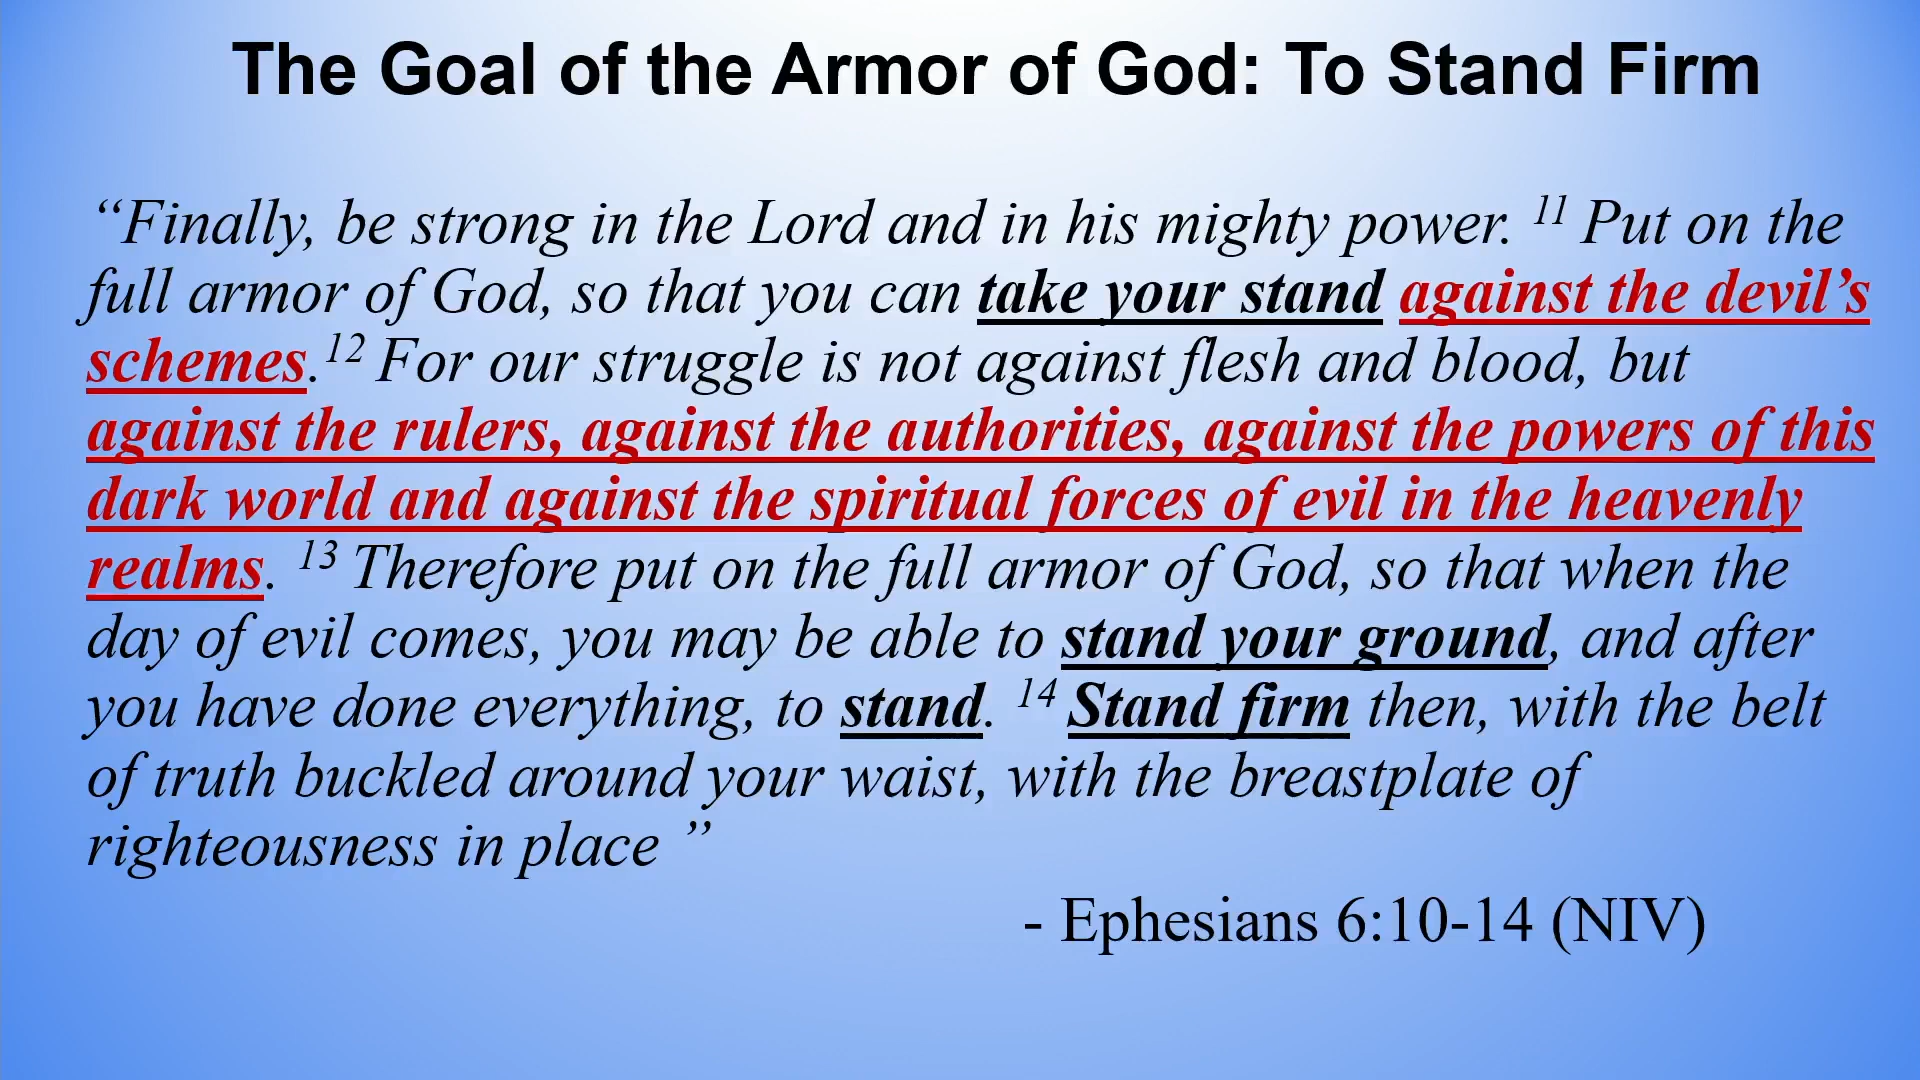 The Goal of the Armor of God: To Stand Firm
“Finally, be strong in the Lord and in his mighty power. 11 Put on the
full armor of God, so that you can take your stand against the devil’s
schemes.12 For our struggle is not against flesh and blood, but
against the rulers, against the authorities, against the powers of this
dark world and against the spiritual forces of evil in the heavenly
realms. 13 Therefore put on the full armor of God, so that when the
day of evil comes, you may be able to stand your ground, and after
you have done everything, to stand. 14 Stand firm then, with the belt
of truth buckled around your waist, with the breastplate of
righteousness in place ”
- Ephesians 6:10-14 (NIV)